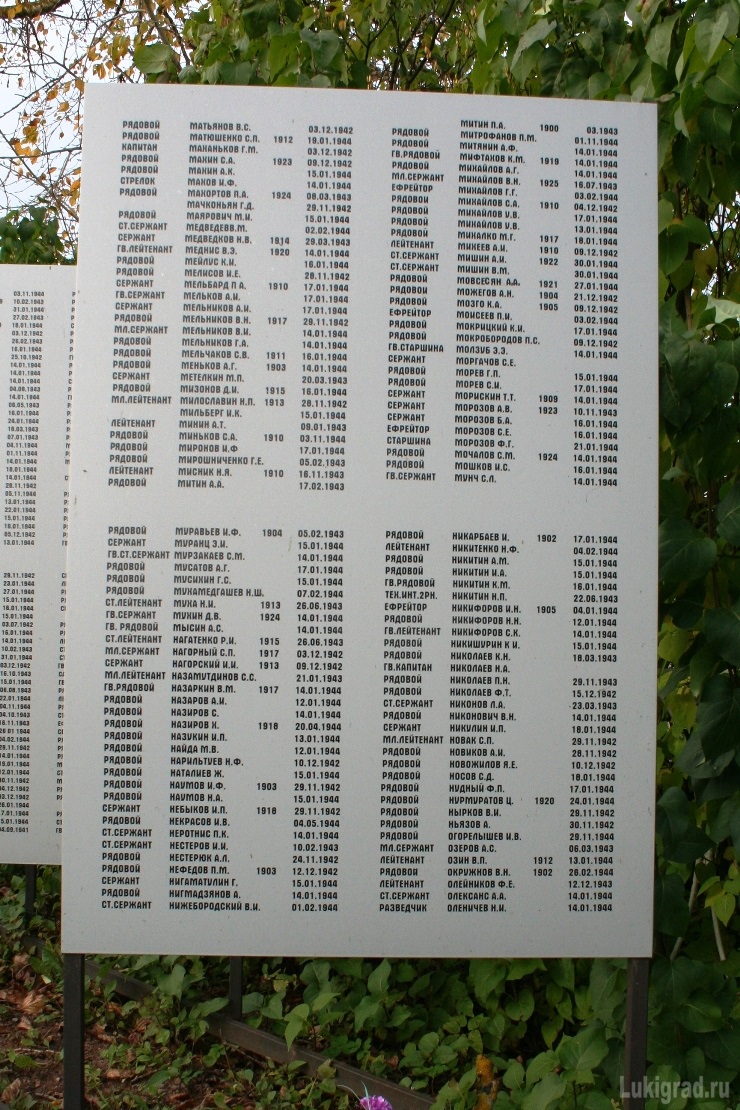 РЯДОВОЙ МАТЬЯНОВ В.С. 03.12.1942
РЯДОВОЙ МАТЮШЕНКО С.П. 1912 19.01.1944
КАПИТАН МАХАНЬКОВ Г.М. 03.12.1942
РЯДОВОЙ МАХИН С.А. 1923 09.12.1942
РЯДОВОЙ МАХИН А.К. 15.01.1944
СТРЕЛОК МАХОВ И.Ф. 14.01.1944
РЯДОВОЙ МАХОРТОВ Л.А. 1924 06.03.1943
МАЧХОНЬЯН Г.Д. 29.11.1942
РЯДОВОЙ МАЯРОВИЧ М.И. 15.01.1944
СТ.СЕРЖАНТ МЕДВЕДЕВ В.М. 02.02.1944
СЕРЖАНТ МЕДВЕДКОВ Н.В. 1914 29.03.1943
ГВ.ЛЕЙТЕНАНТ МЕДНИС В.Э. 1920 14.01.1944
РЯДОВОЙ МЕЙЛУС К.И. 16.01.1944
РЯДОВОЙ МЕЛИСОВ И.Е. 28.11.1942
СЕРЖАНТ МЕЛЬБАРД П А. 1910 17.01.1944
ГВ.СЕРЖАНТ МЕЛЬКОВ А.И. 17.01.1944
СЕРЖАНТ МЕЛЬНИКОВ А.И. 17.01.1944
РЯДОВОЙ МЕЛЬНИКОВ В.Н. 1917 29.11.1942
МЛ.СЕРЖАНТ МЕЛЬНИКОВ В.И. 14.01.1944
РЯДОВОЙ МЕЛЬНИКОВ Г.А. 14.01.1944
РЯДОВОЙ МЕЛЬЧАКОВ С.В. 1911 16.01.1944
РЯДОВОЙ МЕНЬКОВ А.Г. 1903 14.01.1944
СЕРЖАНТ МЕТЕЛКИН М.П. 20.03.1943
РЯДОВОЙ МИЗОНОВ Д.И. 1915 16.01.1944
МЛ.ЛЕЙТЕНАНТ МИЛОСЛАВИН Н.П. 1913 28.11.1942
МИЛЬБЕРГ И.К. 15.01.1944
ЛЕЙТЕНАНТ МИНИН А.Т. 09.01.1943
РЯДОВОЙ МИНЬКОВ С.А. 1910 03.11.1944
РЯДОВОЙ МИРОНОВ И.Ф 17.01.1944
РЯДОВОЙ МИРОШНИЧЕНКО Г.Е. 05.02.1943
ЛЕЙТЕНАНТ МИСНИК Н.Я. 1910 16.11.1943
РЯДОВОЙ МИТИН А.А. 17.02.1943
МИТИН П.А. 1900 03.1943
РЯДОВОЙ МИТРОФАНОВ П.М. 01.11.1944
РЯДОВОЙ МИТЯНИН А.Ф. 14.01.1944
ГВ.РЯДОВОЙ МИФТАХОВ К.М. 1919 14.01.1944
РЯДОВОЙ МИХАЙЛОВ А.Г. 14.01.1944
МЛ.СЕРЖАНТ МИХАЙЛОВ В.Н. 1925 16.07.1943
ЕФРЕЙТОР МИХАЙЛОВ Г.Г. 03.02.1944
РЯДОВОЙ МИХАЙЛОВ С.А. 1910 04.12.1942
РЯДОВОЙ МИХАЙЛОВ И.В. 17.01.1944
РЯДОВОЙ МИХАЙЛОВ И.В. 13.01.1944
РЯДОВОЙ МИХАЛКО М.Г. 1917 18.01.1944
ЛЕЙТЕНАНТ МИХЕЕВ А.И. 1910 09.12.1942
СТ.СЕРЖАНТ МИШИН А.И. 1922 30.01.1944
СТ.СЕРЖАНТ МИШИН В.М. 30.01.1944
РЯДОВОЙ МОВСЕСЯН А.А. 1921 27.01.1944
РЯДОВОЙ МОЖЕГОВ А.Н. 1904 21.12.1942
РЯДОВОЙ МОЗГО К.А. 1905 09.12.1942
ЕФРЕЙТОР МОИСЕЕВ П.И. 03.02.1944
РЯДОВОЙ МОКРИЦКИЙ К.И. 17.01.1944
РЯДОВОЙ МОКРОБОРОДОВ П.С. 09.12.1942
ГВ.СТАРШИНА МОЛЗУБ Э.Э. 14.01.1944
СЕРЖАНТ МОРГАЧОВ С.Е.
РЯДОВОЙ МОРЕВ Г.П. 15.01.1944
РЯДОВОЙ МОРЕВ С.И. 17.01.1944
СЕРЖАНТ МОРИСКИН Т.Т. 1909 14.01.1944
СЕРЖАНТ МОРОЗОВ А.В. 1923 10.11.1943
СЕРЖАНТ МОРОЗОВ Б.А. 16.01.1944
ЕФРЕЙТОР МОРОЗОВ С.Е. 16.01.1944
СТАРШИНА МОРОЗОВ Ф.Г. 21.01.1944
РЯДОВОЙ МОЧАЛОВ С.М. 1924 14.01.1944
РЯДОВОЙ МОШКОВ И.С. 16.01.1944
ГВ.СЕРЖАНТ МУНЧ С.Л. 14.01.1944
РЯДОВОЙ МУРАВЬЕВ И.Ф. 1904 05.02.1943
СЕРЖАНТ МУРАНЦ Э.И. 15.01.1944
ГВ.СТ.СЕРЖАНТ МУРЗАКАЕВ С.М. 14.01.1944
РЯДОВОЙ МУСАТОВ А.Г. 17.01.1944
РЯДОВОЙ МУСИХИН Г.С. 15.01.1944
РЯДОВОЙ МУХАМЕДГАШЕВ Н.Ш. 07.02.1944
СТ.ЛЕЙТЕНАНТ МУХА Н.И. 1913 26.06.1943
ГВ.СЕРЖАНТ МУХИН Д.В. 1924 14.01.1944
ГВ. РЯДОВОЙ МЫСИН А.С. 14.01.1944
СТ.ЛЕЙТЕНАНТ НАГАТЕНКО Р.И. 1915 26.06.1943
МЛ.СЕРЖАНТ НАГОРНЫЙ С.П. 1917 03.12.1942
СЕРЖАНТ НАГОРСКИЙ И.И. 1913 09.12.1942
МЛ.ЛЕЙТЕНАНТ НАЗАМУТДИНОВ С.С. 21.01.1943
ГВ.РЯДОВОЙ НАЗАРКИН В.М. 1917 14.01.1944
РЯДОВОЙ НАЗАРОВ А.И. 12.01.1944
РЯДОВОЙ НАЗИРОВ С. 14.01.1944
РЯДОВОЙ НАЗИРОВ Х. 1918 20.04.1944
РЯДОВОЙ НАЗУКИН И.П. 13.01.1944
РЯДОВОЙ НАЙДА М.В. 12.01.1944
РЯДОВОЙ НАРИЛЬТУЕВ Н.Ф. 10.12.1942
РЯДОВОЙ НАТАЛИЕВ Ж. 15.01.1944
РЯДОВОЙ НАУМОВ И.Ф. 1903 29.11.1942
РЯДОВОЙ НАУМОВ Н.А. 15.01.1944
СЕРЖАНТ НЕБЫКОВ И.П. 1918 29.11.1942
РЯДОВОЙ НЕКРАСОВ И.В. 04.05.1944
СТ.СЕРЖАНТ НЕРОТНИС П.К. 14.01.1944
СТ.СЕРЖАНТ НЕСТЕРОВ И.И. 10.02.1943
РЯДОВОЙ НЕСТЕРЮК А.Л. 24.11.1942
РЯДОВОЙ НЕФЕДОВ П.М. 1903 12.12.1942
СЕРЖАНТ НИГАМАТИЛИН Г. 15.01.1944
РЯДОВОЙ НИГМАДЗЯНОВ А. 14.01.1944
СТ.СЕРЖАНТ НИЖЕБОРОДСКИЙ В.И. 01.02.1944
РЯДОВОЙ НИКАРБАЕВ И. 1902 17.01.1944
ЛЕЙТЕНАНТ НИКИТЕНКО Н.Ф. 04.02.1944
РЯДОВОЙ НИКИТИН А.М. 15.01.1944
РЯДОВОЙ НИКИТИН И.А. 15.01.1944
ГВ.РЯДОВОЙ НИКИТИН К.М. 16.01.1944
ТЕХ.ИНТ.2РН. НИКИТИН Н.П. 22.06.1943
ЕФРЕЙТОР НИКИФОРОВ И.Н. 1905 04.01.1944
РЯДОВОЙ НИКИФОРОВ Н.Н. 12.01.1944
ГВ.ЛЕЙТЕНАНТ НИКИФОРОВ С.К. 14.01.1944
РЯДОВОЙ НИКИШУРИН К И. 15.01.1944
РЯДОВОЙ НИКОЛАЕВ К.Н. 18.03.1943
ГВ.КАПИТАН НИКОЛАЕВ Н.А.
РЯДОВОЙ НИКОЛАЕВ П.Н. 29.11.1943
РЯДОВОЙ НИКОЛАЕВ Ф.Т. 15.12.1942
СТ.СЕРЖАНТ НИКОНОВ Л.А. 23.03.1943
РЯДОВОЙ НИКОНОВИЧ В.Н. 14.01.1944
СЕРЖАНТ НИКУЛИН И.П. 18.01.1944
МЛ.ЛЕЙТЕНАНТ НОВАК С.П. 29.11.1942
РЯДОВОЙ НОВИКОВ А.И. 26.11.1942
РЯДОВОЙ НОВОЖИЛОВ Я.Е. 10.12.1942
РЯДОВОЙ НОСОВ С.Д. 18.01.1944
РЯДОВОЙ НУДНЫЙ Ф.П. 17.01.1944
РЯДОВОЙ НУРМУРАТОВ Ц. 1920 24.01.1944
РЯДОВОЙ НЫРКОВ В.И. 29.11.1942
РЯДОВОЙ НЬЯЗОВ А. 30.11.1942
РЯДОВОЙ ОГОРЕЛЫШЕВ И.В. 29.11.1944
МЛ.СЕРЖАНТ ОЗЕРОВ А.С. 06.03.1943
ЛЕЙТЕНАНТ ОЗИН В.П. 1912 13.01.1944
РЯДОВОЙ ОКРУЖНОВ В.Н. 1902 28.02.1944
ЛЕЙТЕНАНТ ОЛЕЙНИКОВ Ф.Е. 12.12.1943
СТ.СЕРЖАНТ ОЛЕКСАНС А.А. 14.01.1944
РАЗВЕДЧИК ОЛЕНИЧЕВ Н.И. 14.01.1944
Lukigrad.ru